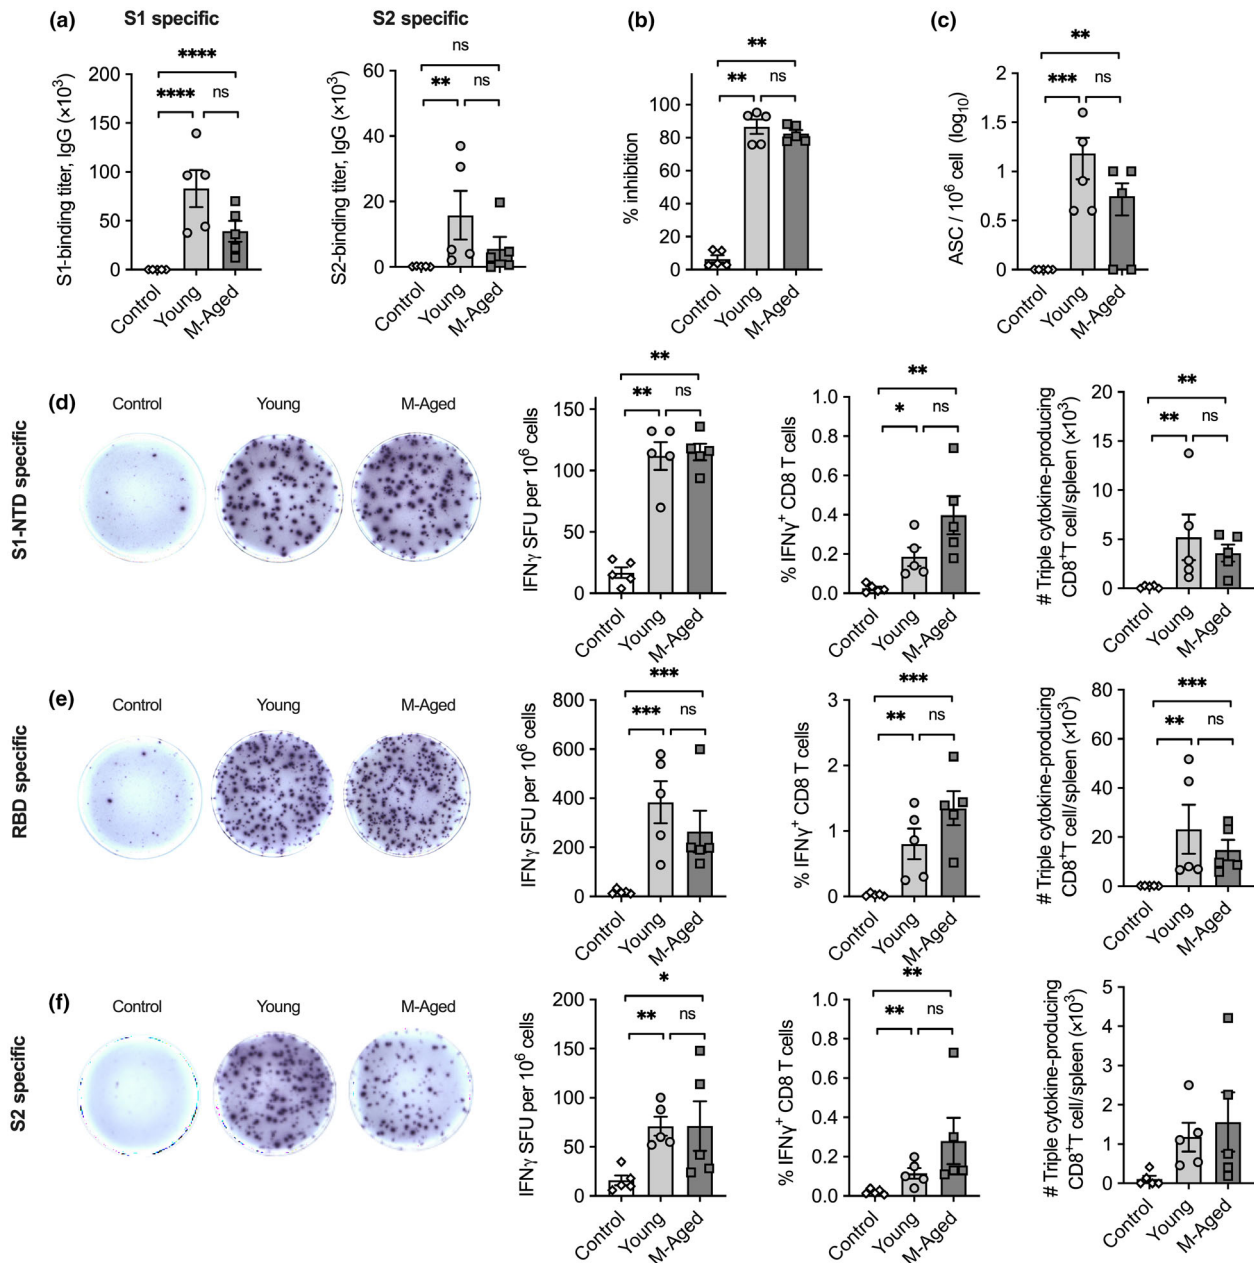 (a) S1 specific S2 specific (b) (c)
S1-binding titer, IgG (×10³)
200
150
100
50
0
****
****
ns
Control
Young
M-Aged
S2-binding titer, IgG (×10³)
60
40
20
0
ns
**
ns
Control
Young
M-Aged
% inhibition
100
80
60
40
20
0
**
**
ns
Control
Young
M-Aged
ASC / 10⁶ cell (log₁₀)
2
1.5
1
0.5
0
**
***
ns
Control
Young
M-Aged
(d)
S1-NTD specific
Control Young M-Aged
IFNγ SFU per 10⁶ cells
150
100
50
0
**
**
ns
Control
Young
M-Aged
% IFNγ⁺ CD8 T cells
1.0
0.8
0.6
0.4
0.2
0.0
**
*
ns
Control
Young
M-Aged
# Triple cytokine-producing
CD8⁺T cell/spleen (×10³)
20
15
10
5
0
**
**
ns
Control
Young
M-Aged
(e)
RBD specific
Control Young M-Aged
IFNγ SFU per 10⁶ cells
800
600
400
200
0
***
***
ns
Control
Young
M-Aged
% IFNγ⁺ CD8 T cells
3
2
1
0
***
**
ns
Control
Young
M-Aged
# Triple cytokine-producing
CD8⁺T cell/spleen (×10³)
80
60
40
20
0
***
**
ns
Control
Young
M-Aged
(f)
S2 specific
Control Young M-Aged
IFNγ SFU per 10⁶ cells
200
150
100
50
0
*
**
ns
Control
Young
M-Aged
% IFNγ⁺ CD8 T cells
1.0
0.8
0.6
0.4
0.2
0.0
**
**
ns
Control
Young
M-Aged
# Triple cytokine-producing
CD8⁺T cell/spleen (×10³)
5
4
3
2
1
0
Control
Young
M-Aged